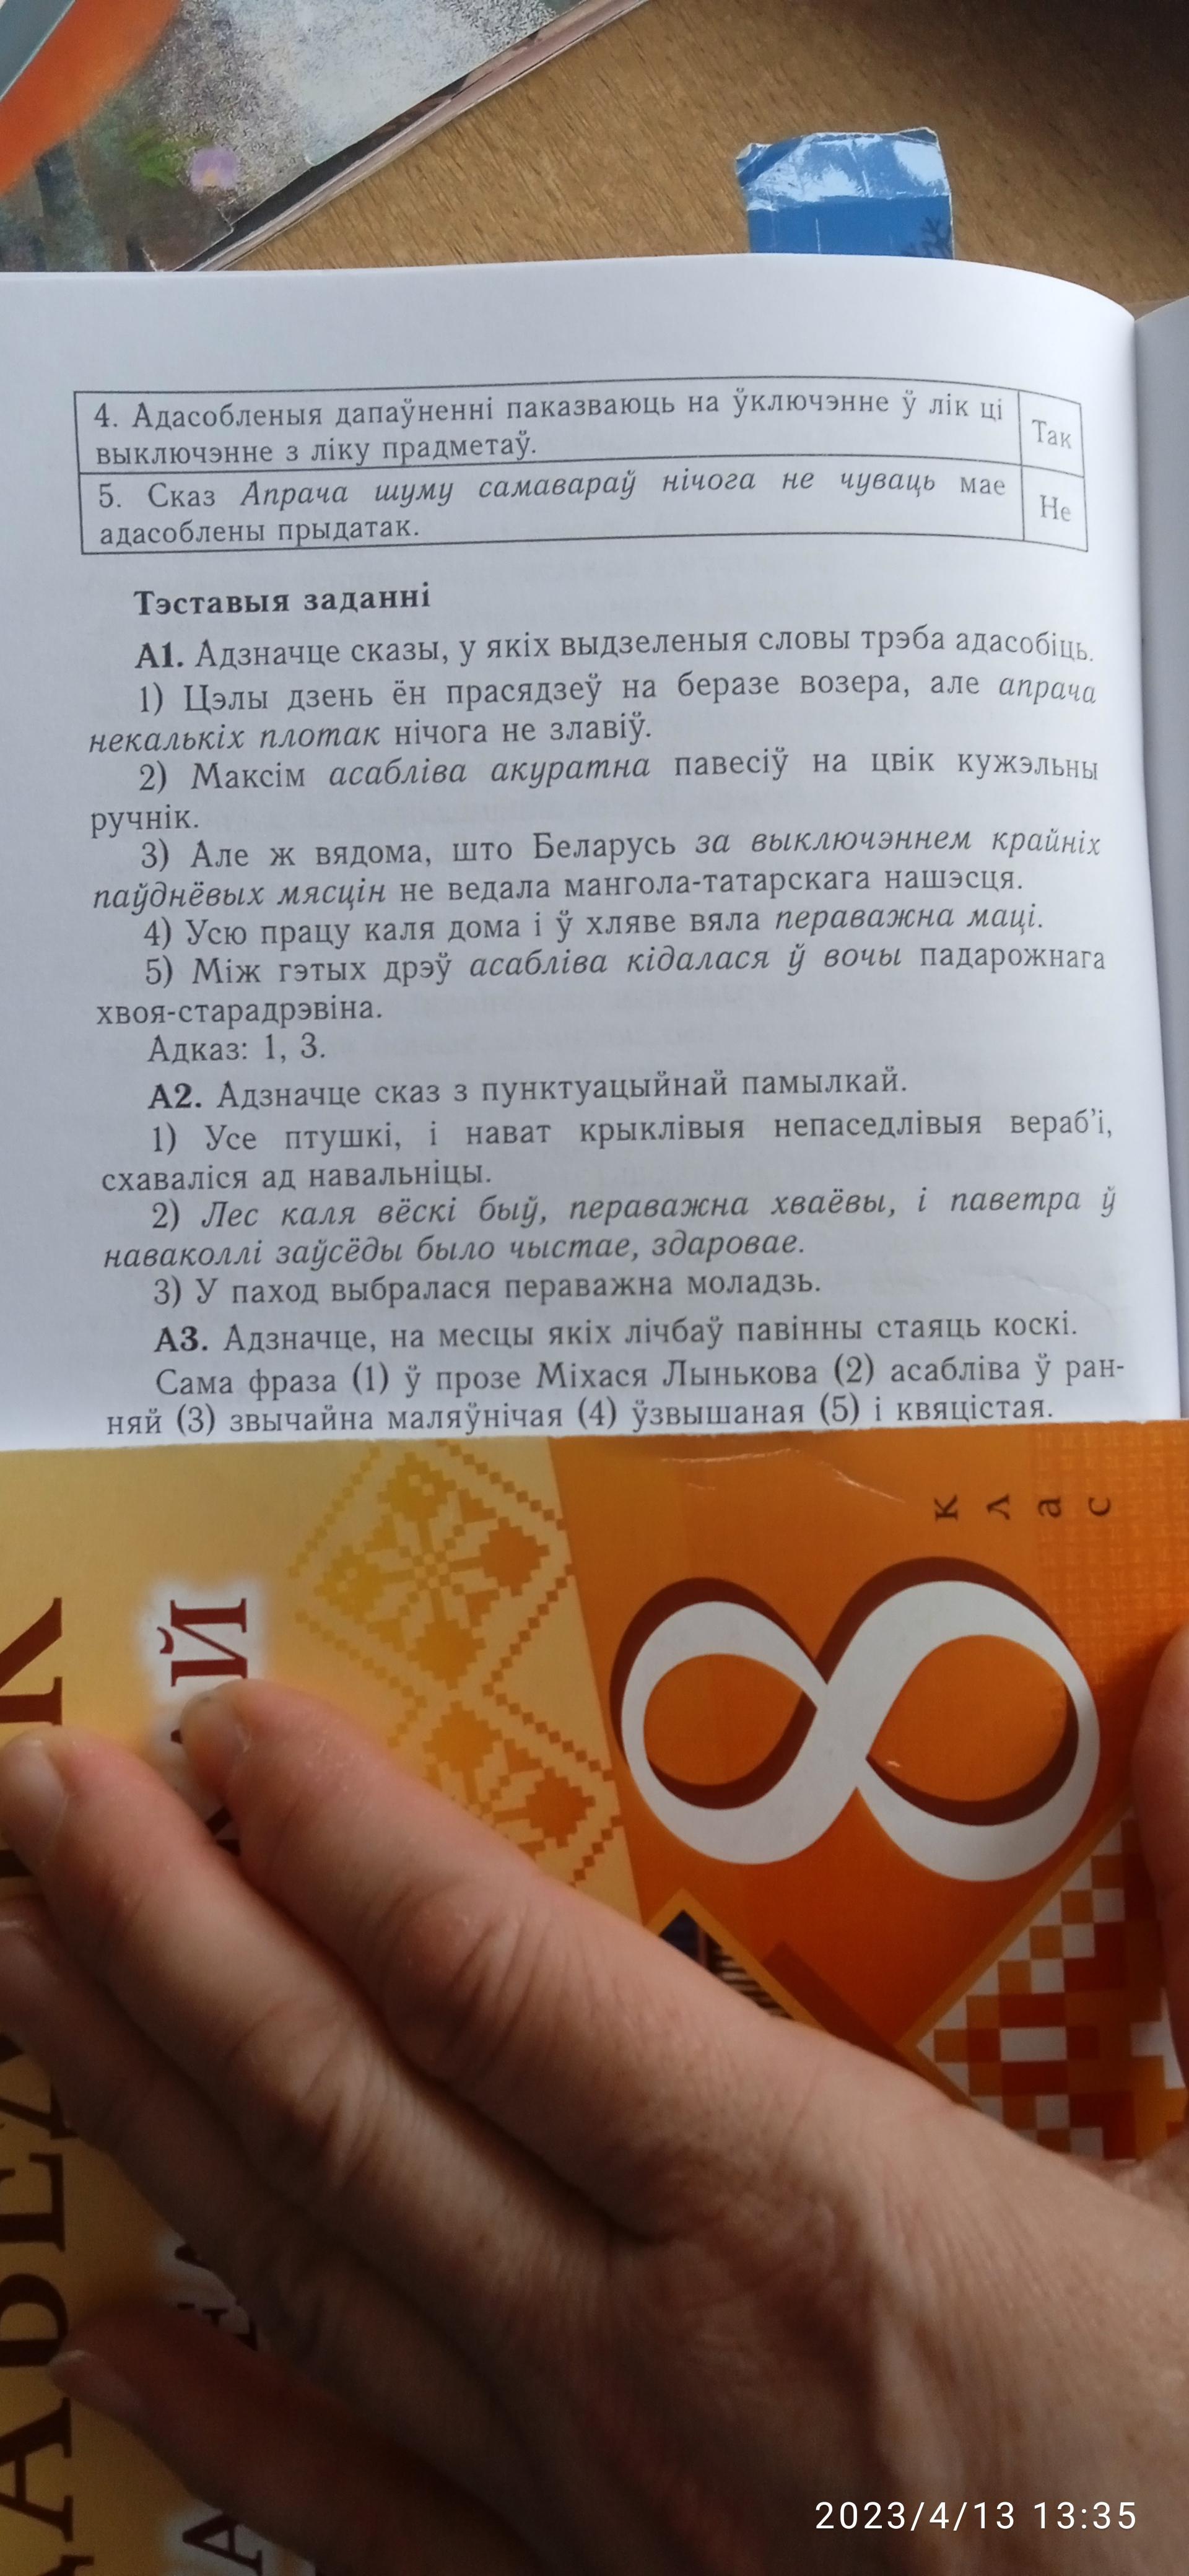 4. Адасобленыя дапаўненні паказваюць на ўключэнне ў лік ці
выключэнне з ліку прадметаў.
Так
5. Сказ Апрача шуму самавараў нічога не чуваць мае
адасоблены прыдатак.
Не
Тэставыя заданні
А1. Адзначце сказы, у якіх выдзеленыя словы трэба адасобіць.
1) Цэлы дзень ён прасядзеў на беразе возера, але апрача
некалькіх плотак нічога не злавіў.
2) Максім асабліва акуратна павесіў на цвік кужэльны
ручнік.
3) Але ж вядома, што Беларусь за выключэннем крайніх
паўднёвых мясцін не ведала мангола-татарскага нашэсця.
4) Усю працу каля дома і ў хляве вяла пераважна маці.
5) Між гэтых дрэў асабліва кідалася ў вочы падарожнага
хвоя-старадрэвіна.
Адказ: 1, 3.
А2. Адзначце сказ з пунктуацыйнай памылкай.
1) Усе птушкі, і нават крыклівыя непаседлівыя вераб’і,
схаваліся ад навальніцы.
2) Лес каля вёскі быў, пераважна хваёвы, і паветра ў
наваколлі заўсёды было чыстае, здаровае.
3) У паход выбралася пераважна моладзь.
А3. Адзначце, на месцы якіх лічбаў павінны стаяць коскі.
Сама фраза (1) ў прозе Міхася Лынькова (2) асабліва ў ран-
няй (3) звычайна маляўнічая (4) ўзвышаная (5) і квяцістая.
клас
8
2023/4/13 13:35